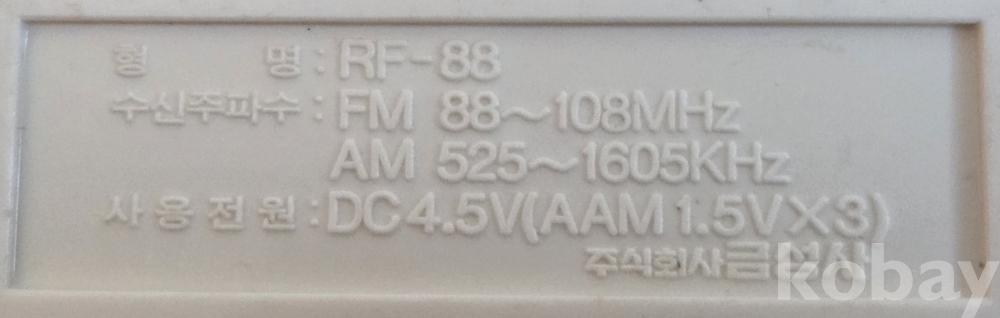 형 명 : RF-88
수신주파수 : FM 88~108MHz
AM 525~1605KHz
사용전원 : DC4.5V(AAM 1.5V×3)
주식회사금성사
kobay